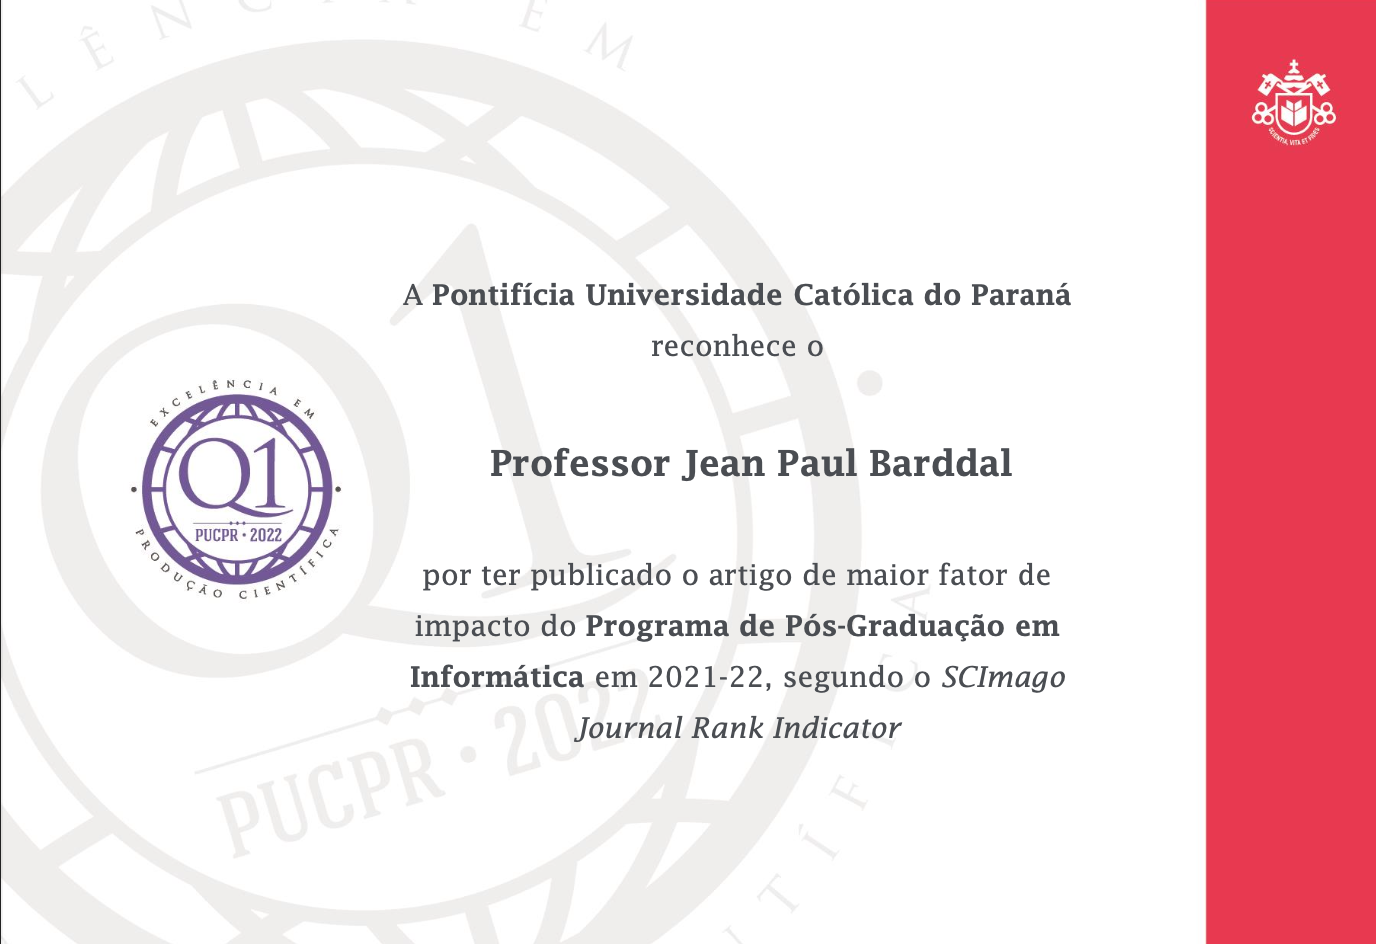 A Pontifícia Universidade Católica do Paraná
reconhece o
Professor Jean Paul Barddal
por ter publicado o artigo de maior fator de
impacto do Programa de Pós-Graduação em
Informática em 2021-22, segundo o SCImago
Journal Rank Indicator
EXCELÊNCIA EM
Q1
PUCPR • 2022
PRODUÇÃO CIENTÍFICA
SCIENTIA, VITA ET FIDES
LÊNCIA EM
Q1
PUCPR • 2022
NTÍFICA